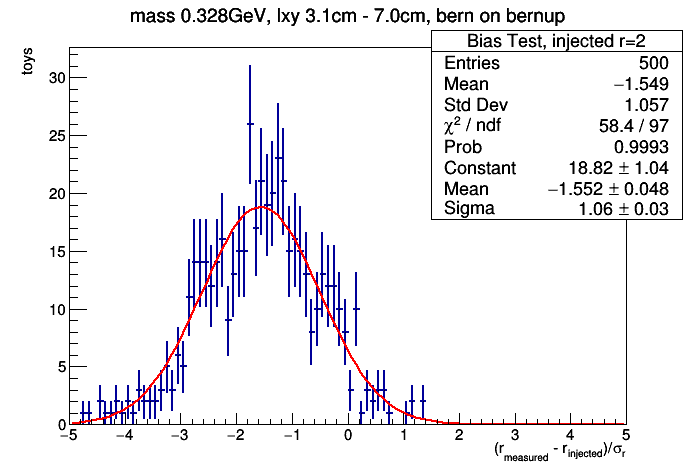 mass 0.328GeV, lxy 3.1cm - 7.0cm, bern on bernup
Bias Test, injected r=2
Entries 500
Mean −1.549
Std Dev 1.057
χ² / ndf 58.4 / 97
Prob 0.9993
Constant 18.82 ± 1.04
Mean −1.552 ± 0.048
Sigma 1.06 ± 0.03
toys
30
25
20
15
10
5
0
−5 −4 −3 −2 −1 0 1 2 3 4 5
(r_measured - r_injected)/σ_r